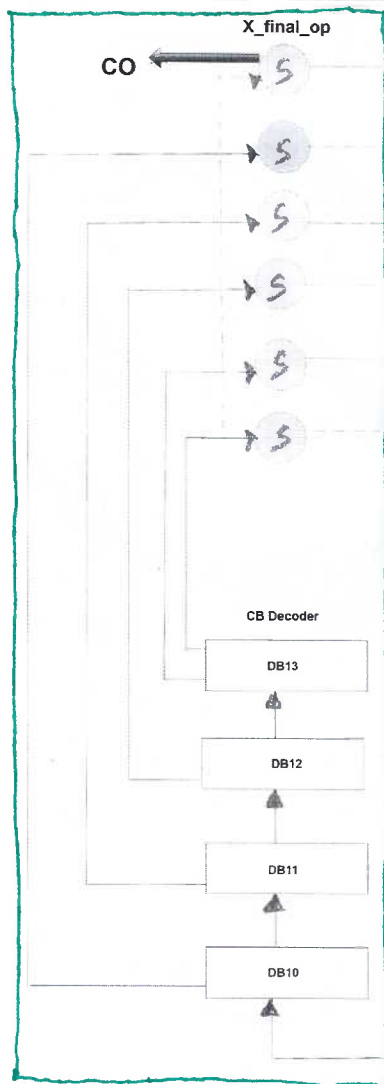 X_final_op
CO
S
S
S
S
S
S
CB Decoder
DB13
DB12
DB11
DB10